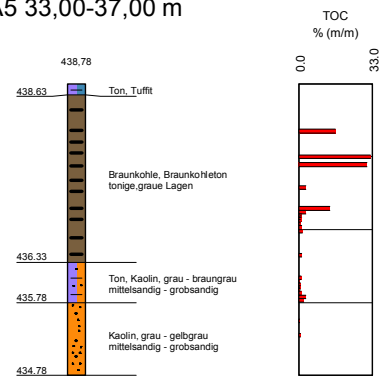 A5 33,00-37,00 m
TOC
% (m/m)
0.0
33.0
438,78
438.63
Ton, Tuffit
Braunkohle, Braunkohleton
tonige,graue Lagen
436.33
Ton, Kaolin, grau - braungrau
mittelsandig - grobsandig
435.78
Kaolin, grau - gelbgrau
mittelsandig - grobsandig
434.78